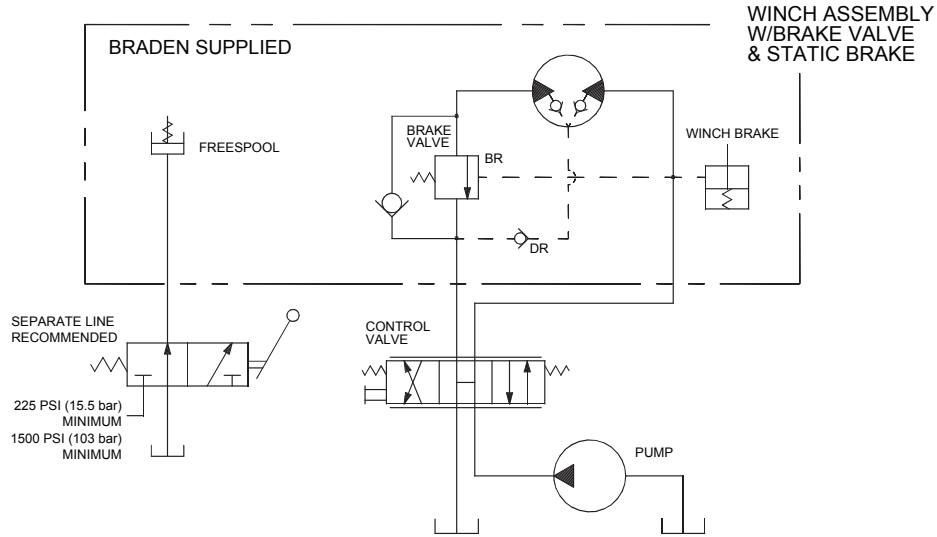 WINCH ASSEMBLY
W/BRAKE VALVE
& STATIC BRAKE
BRADEN SUPPLIED
FREESPOOL
BRAKE
VALVE
BR
WINCH BRAKE
DR
SEPARATE LINE
RECOMMENDED
CONTROL
VALVE
225 PSI (15.5 bar)
MINIMUM
1500 PSI (103 bar)
MINIMUM
PUMP